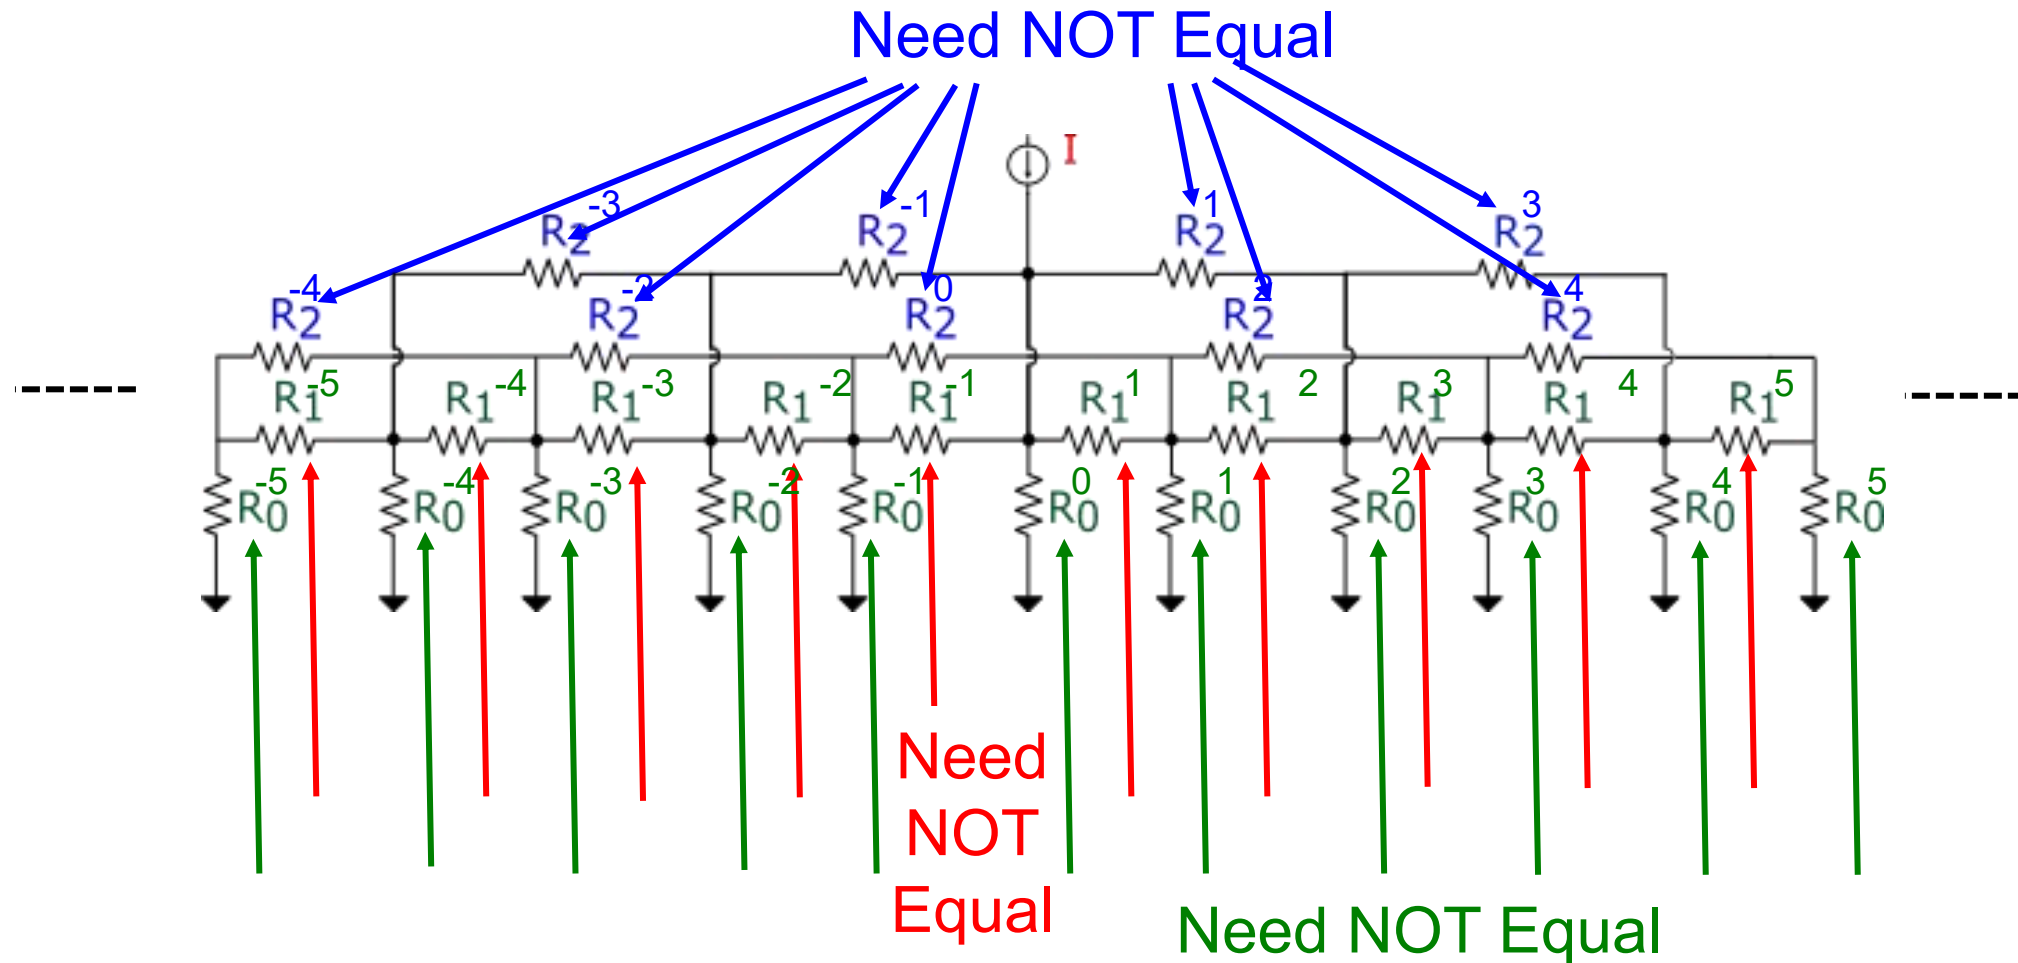 Need NOT Equal
I
R2 -3 R2 -1 R2 1 R2 3
R2 -4 R2 -2 R2 0 R2 2 R2 4
R1 -5 R1 -4 R1 -3 R1 -2 R1 -1 R1 1 R1 2 R1 3 R1 4 R1 5
R0 -5 R0 -4 R0 -3 R0 -2 R0 -1 R0 0 R0 1 R0 2 R0 3 R0 4 R0 5
Need
NOT
Equal
Need NOT Equal